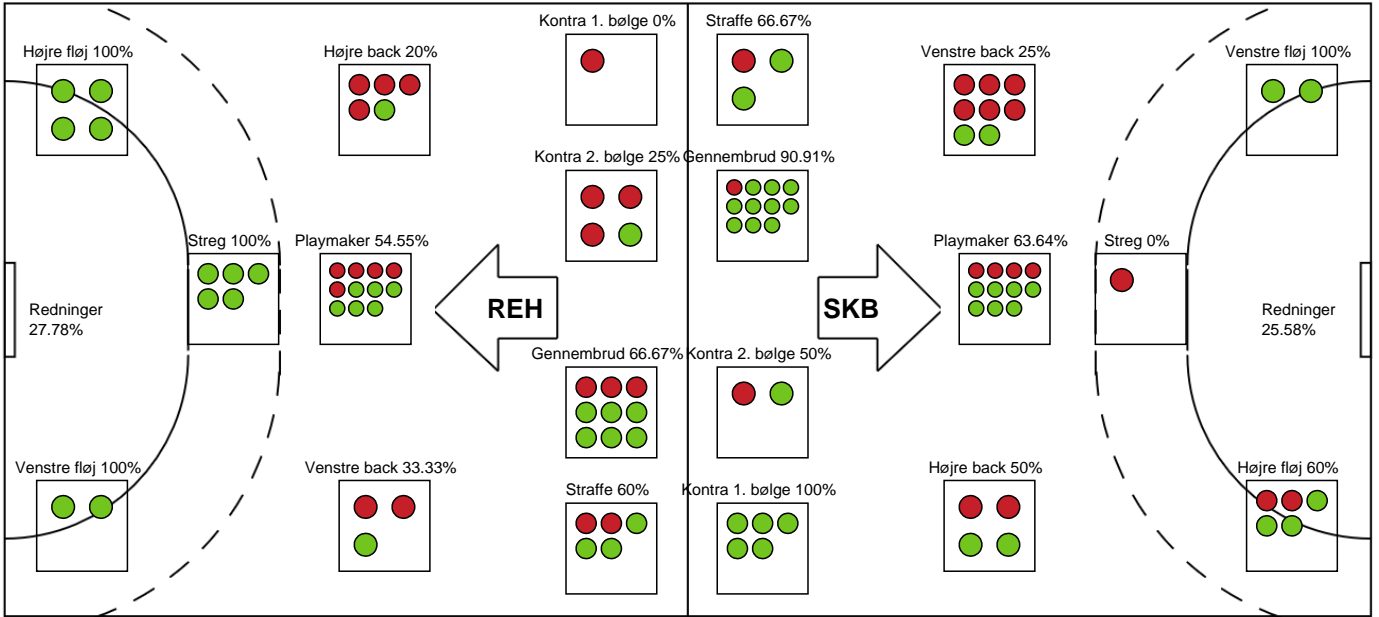 Kontra 1. bølge 0%
Straffe 66.67%
Højre fløj 100%
Højre back 20%
Venstre back 25%
Venstre fløj 100%
Kontra 2. bølge 25%
Gennembrud 90.91%
Streg 100%
Playmaker 54.55%
Playmaker 63.64%
Streg 0%
Redninger
27.78%
REH
SKB
Redninger
25.58%
Gennembrud 66.67%
Kontra 2. bølge 50%
Venstre fløj 100%
Venstre back 33.33%
Højre back 50%
Højre fløj 60%
Straffe 60%
Kontra 1. bølge 100%